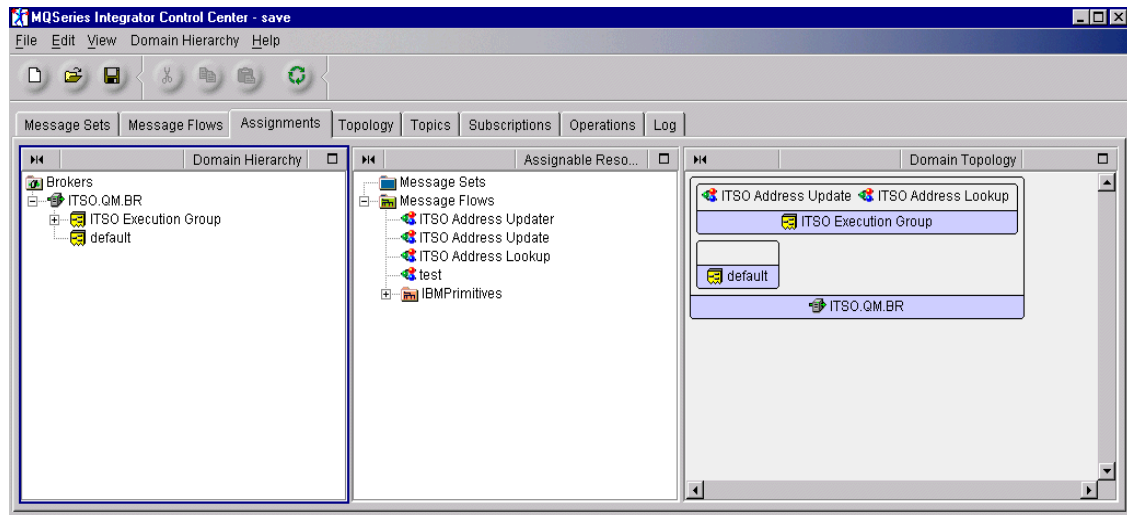 MQSeries Integrator Control Center - save
File Edit View Domain Hierarchy Help
Message Sets Message Flows Assignments Topology Topics Subscriptions Operations Log
Domain Hierarchy
Brokers
ITSO.QM.BR
ITSO Execution Group
default
Assignable Reso...
Message Sets
Message Flows
ITSO Address Updater
ITSO Address Update
ITSO Address Lookup
test
IBMPrimitives
Domain Topology
ITSO Address Update ITSO Address Lookup
ITSO Execution Group
default
ITSO.QM.BR